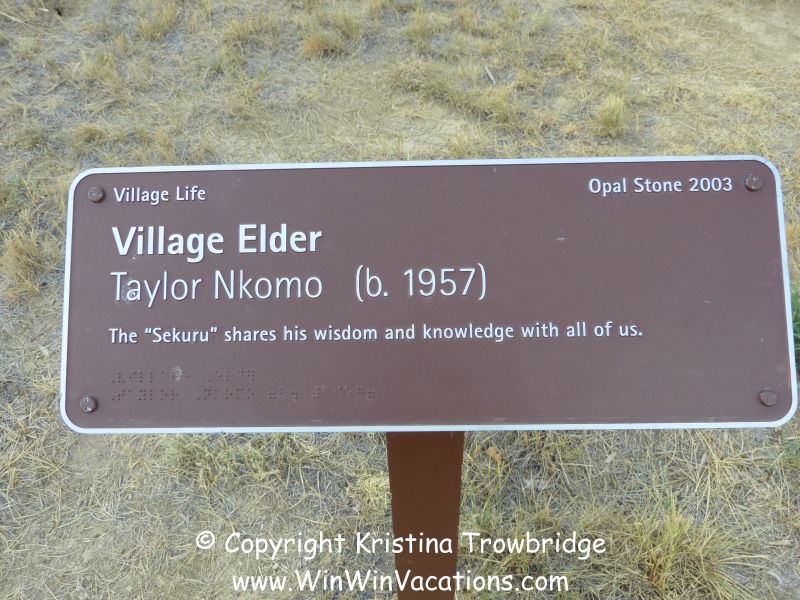 Village Life
Opal Stone 2003
Village Elder
Taylor Nkomo (b. 1957)
The “Sekuru” shares his wisdom and knowledge with all of us.
© Copyright Kristina Trowbridge
www.WinWinVacations.com